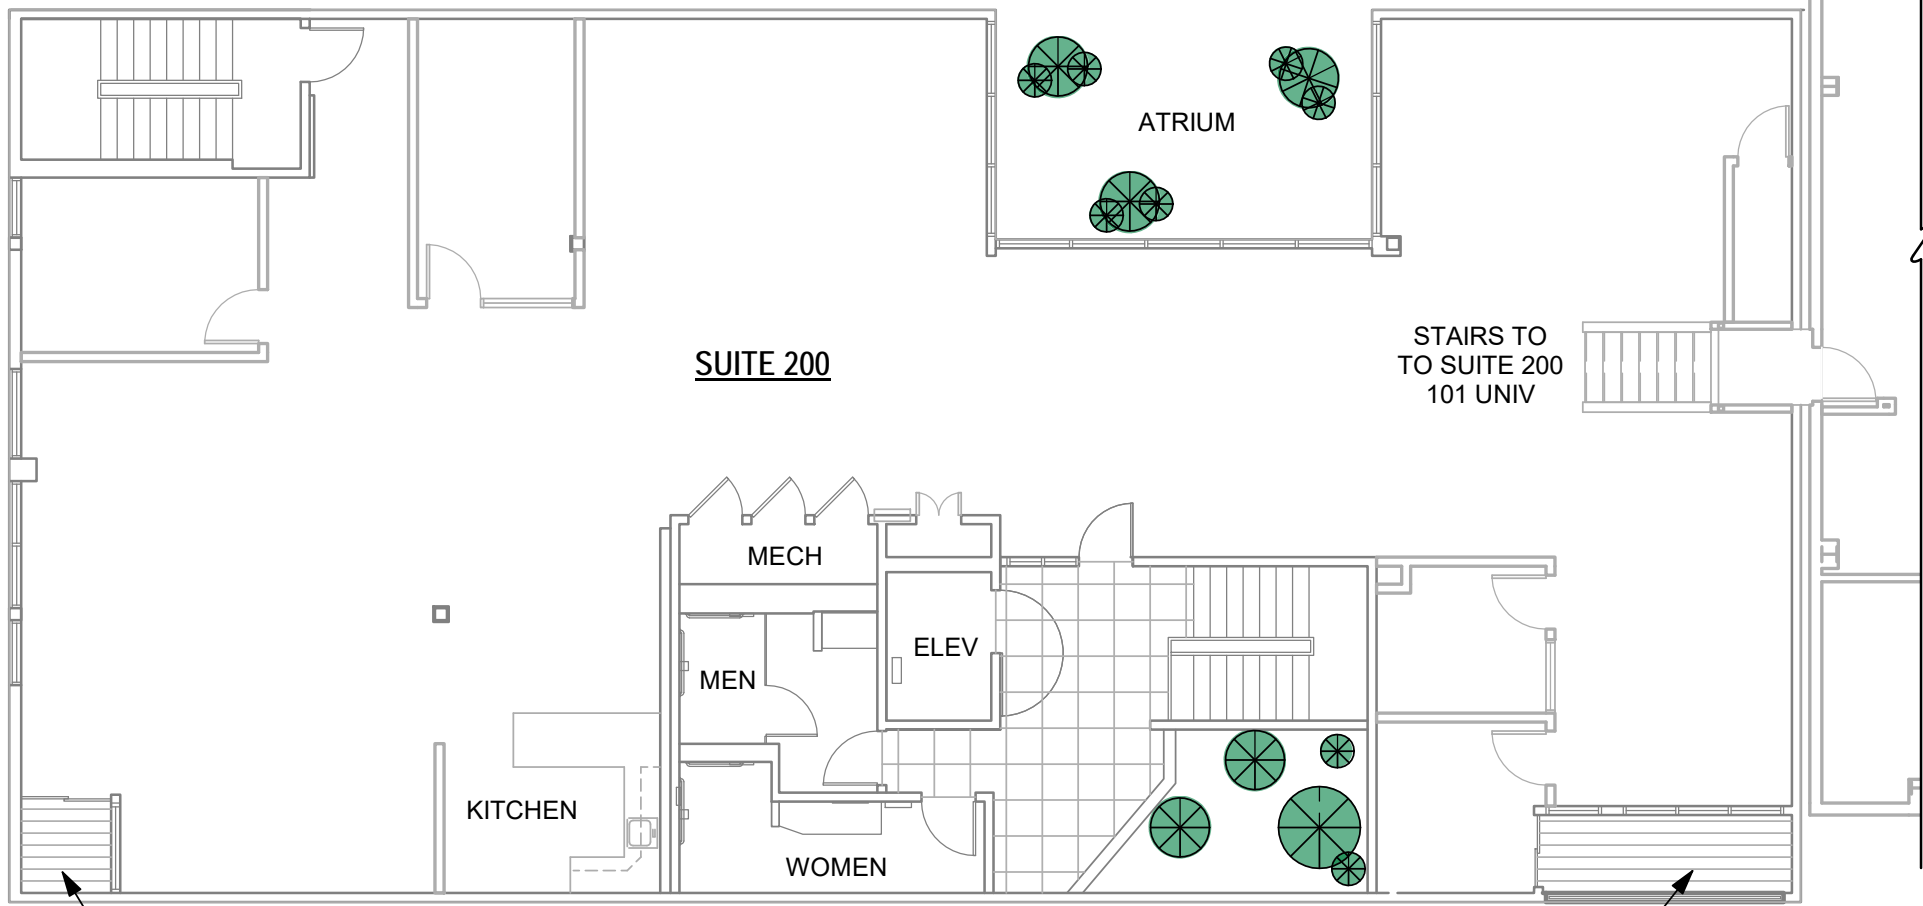 ATRIUM
STAIRS TO
TO SUITE 200
101 UNIV
SUITE 200
MECH
ELEV
MEN
KITCHEN
WOMEN